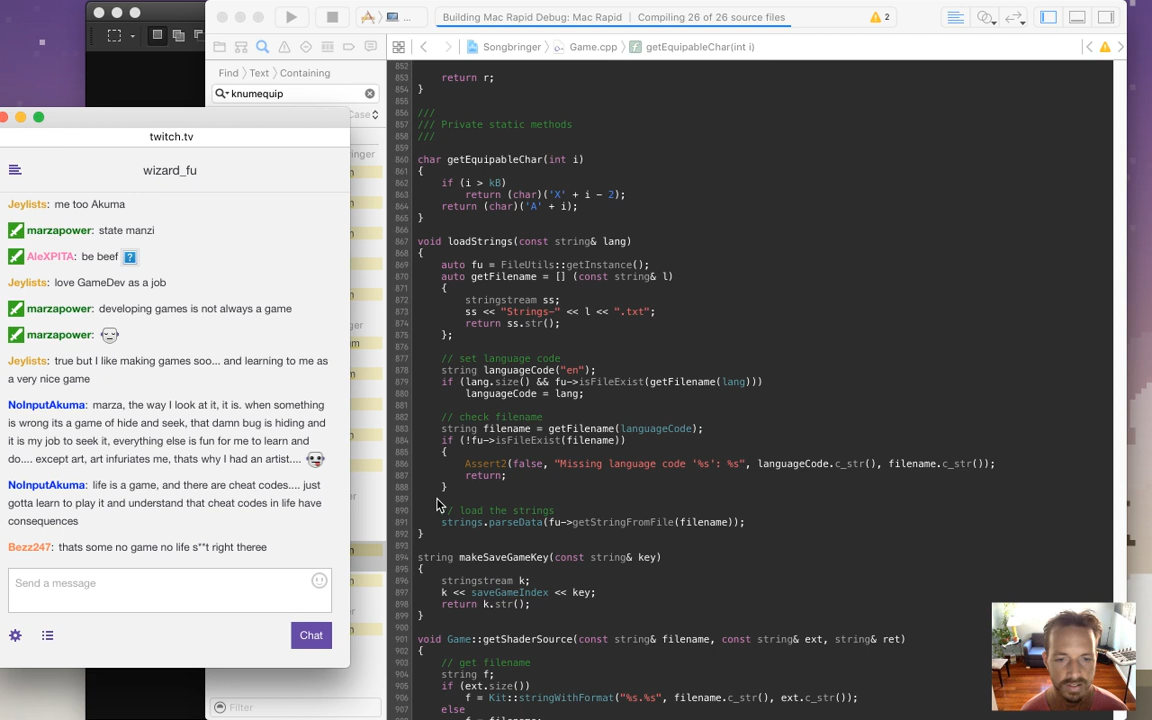 Building Mac Rapid Debug: Mac Rapid | Compiling 26 of 26 source files
2
Songbringer
Game.cpp
getEquipableChar(int i)
Find
Text
Containing
knumequip
Case
twitch.tv
wizard_fu
Jeylists: me too Akuma
marzapower: state manzi
AleXPITA: be beef
Jeylists: love GameDev as a job
marzapower: developing games is not always a game
marzapower:
Jeylists: true but I like making games soo... and learning to me as
a very nice game
NoInputAkuma: marza, the way I look at it, it is. when something
is wrong its a game of hide and seek, that damn bug is hiding and
it is my job to seek it, everything else is fun for me to learn and
do.... except art, art infuriates me, thats why I had an artist....
NoInputAkuma: life is a game, and there are cheat codes.... just
gotta learn to play it and understand that cheat codes in life have
consequences
Bezz247: thats some no game no life s**t right theree
Send a message
Chat
Filter
852
853 return r;
854 }
855
856 ///
857 /// Private static methods
858 ///
859
860 char getEquipableChar(int i)
861 {
862 if (i > kB)
863 return (char)('X' + i - 2);
864 return (char)('A' + i);
865 }
866
867 void loadStrings(const string& lang)
868 {
869 auto fu = FileUtils::getInstance();
870 auto getFilename = [] (const string& l)
871 {
872 stringstream ss;
873 ss << "Strings-" << l << ".txt";
874 return ss.str();
875 };
876
877 // set language code
878 string languageCode("en");
879 if (lang.size() && fu->isFileExist(getFilename(lang)))
880 languageCode = lang;
881
882 // check filename
883 string filename = getFilename(languageCode);
884 if (!fu->isFileExist(filename))
885 {
886 Assert2(false, "Missing language code '%s': %s", languageCode.c_str(), filename.c_str());
887 return;
888 }
889
890 // load the strings
891 strings.parseData(fu->getStringFromFile(filename));
892 }
893
894 string makeSaveGameKey(const string& key)
895 {
896 stringstream k;
897 k << saveGameIndex << key;
898 return k.str();
899 }
900
901 void Game::getShaderSource(const string& filename, const string& ext, string& ret)
902 {
903 // get filename
904 string f;
905 if (ext.size())
906 f = Kit::stringWithFormat("%s.%s", filename.c_str(), ext.c_str());
907 else